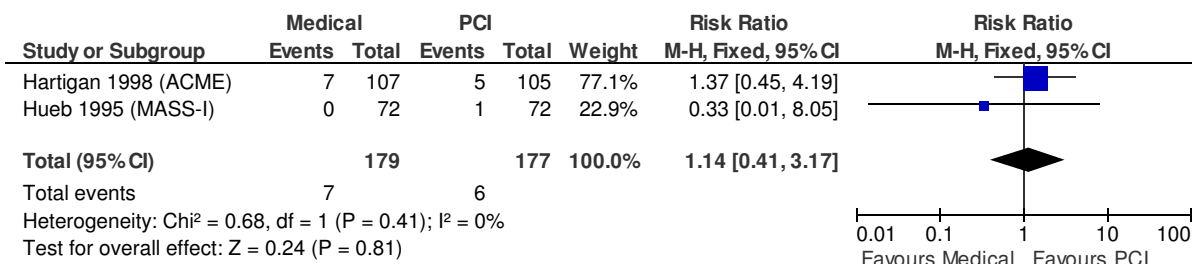 Medical PCI Risk Ratio Risk Ratio
Study or Subgroup Events Total Events Total Weight M-H, Fixed, 95% CI M-H, Fixed, 95% CI
Hartigan 1998 (ACME) 7 107 5 105 77.1% 1.37 [0.45, 4.19]
Hueb 1995 (MASS-I) 0 72 1 72 22.9% 0.33 [0.01, 8.05]
Total (95% CI) 179 177 100.0% 1.14 [0.41, 3.17]
Total events 7 6
Heterogeneity: Chi² = 0.68, df = 1 (P = 0.41); I² = 0%
Test for overall effect: Z = 0.24 (P = 0.81)
0.01 0.1 1 10 100
Favours Medical Favours PCI